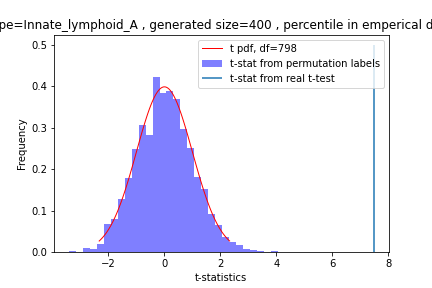 pe=Innate_lymphoid_A , generated size=400 , percentile in emperical d
t pdf, df=798
t-stat from permutation labels
t-stat from real t-test
Frequency
0.5
0.4
0.3
0.2
0.1
0.0
−2
0
2
4
6
8
t-statistics